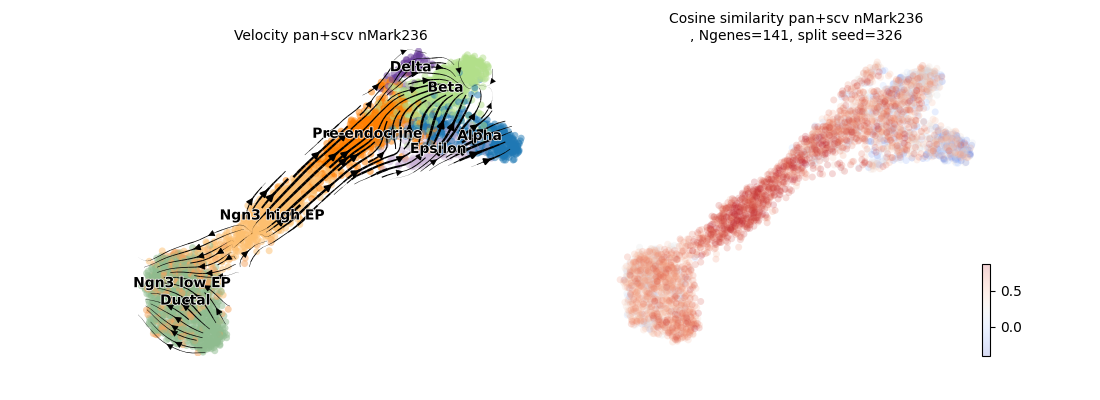 Velocity pan+scv nMark236
Delta
Beta
Pre-endocrine
Alpha
Epsilon
Ngn3 high EP
Ngn3 low EP
Ductal
Cosine similarity pan+scv nMark236
, Ngenes=141, split seed=326
0.5
0.0